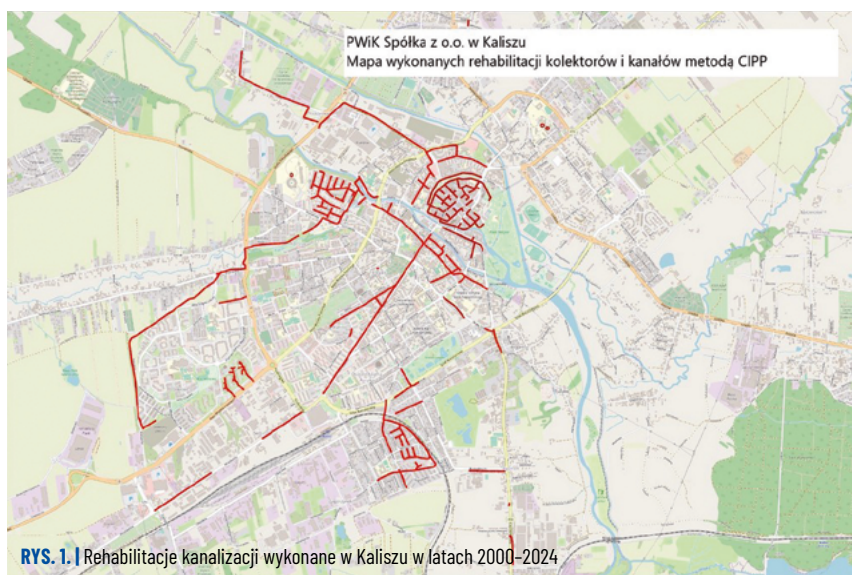 PWiK Spółka z o.o. w Kaliszu
Mapa wykonanych rehabilitacji kolektorów i kanałów metodą CIPP
RYS. 1. | Rehabilitacje kanalizacji wykonane w Kaliszu w latach 2000–2024